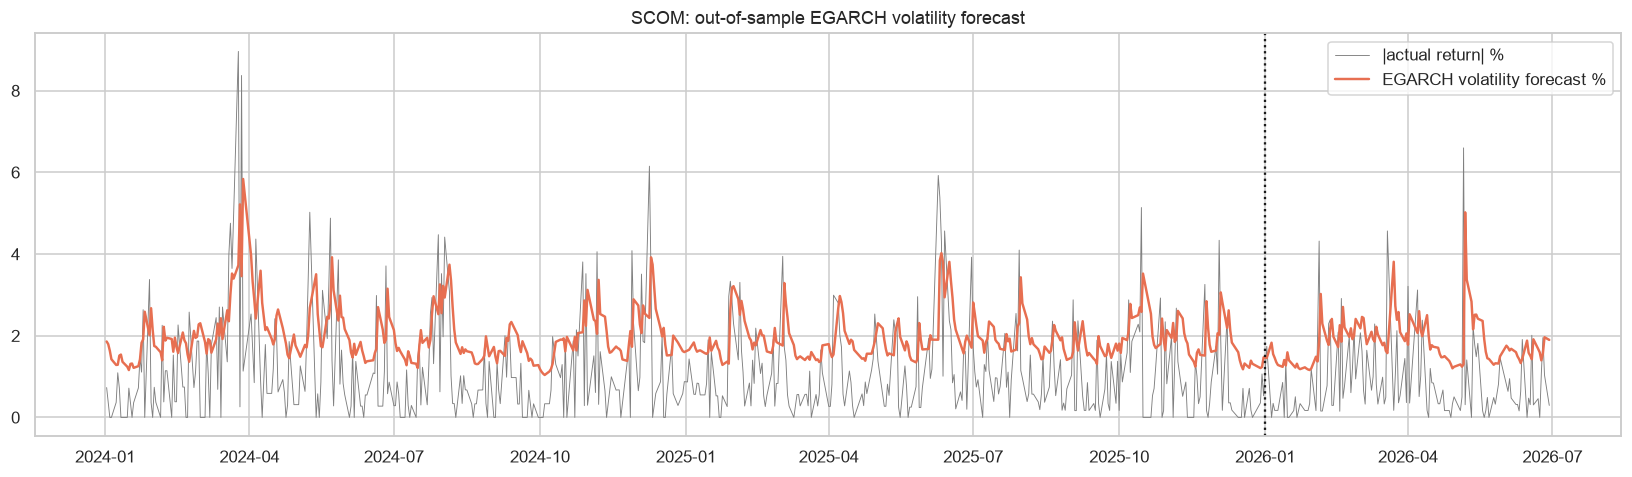 SCOM: out-of-sample EGARCH volatility forecast
|actual return| %
EGARCH volatility forecast %
8
6
4
2
0
2024-01 2024-04 2024-07 2024-10 2025-01 2025-04 2025-07 2025-10 2026-01 2026-04 2026-07